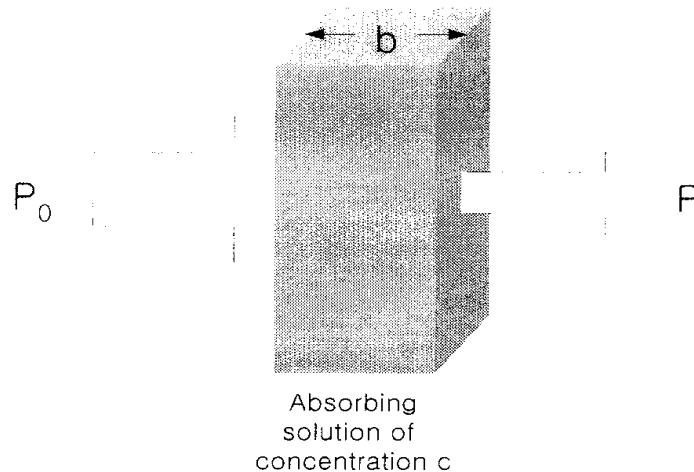 b
P₀
P
Absorbing
solution of
concentration c